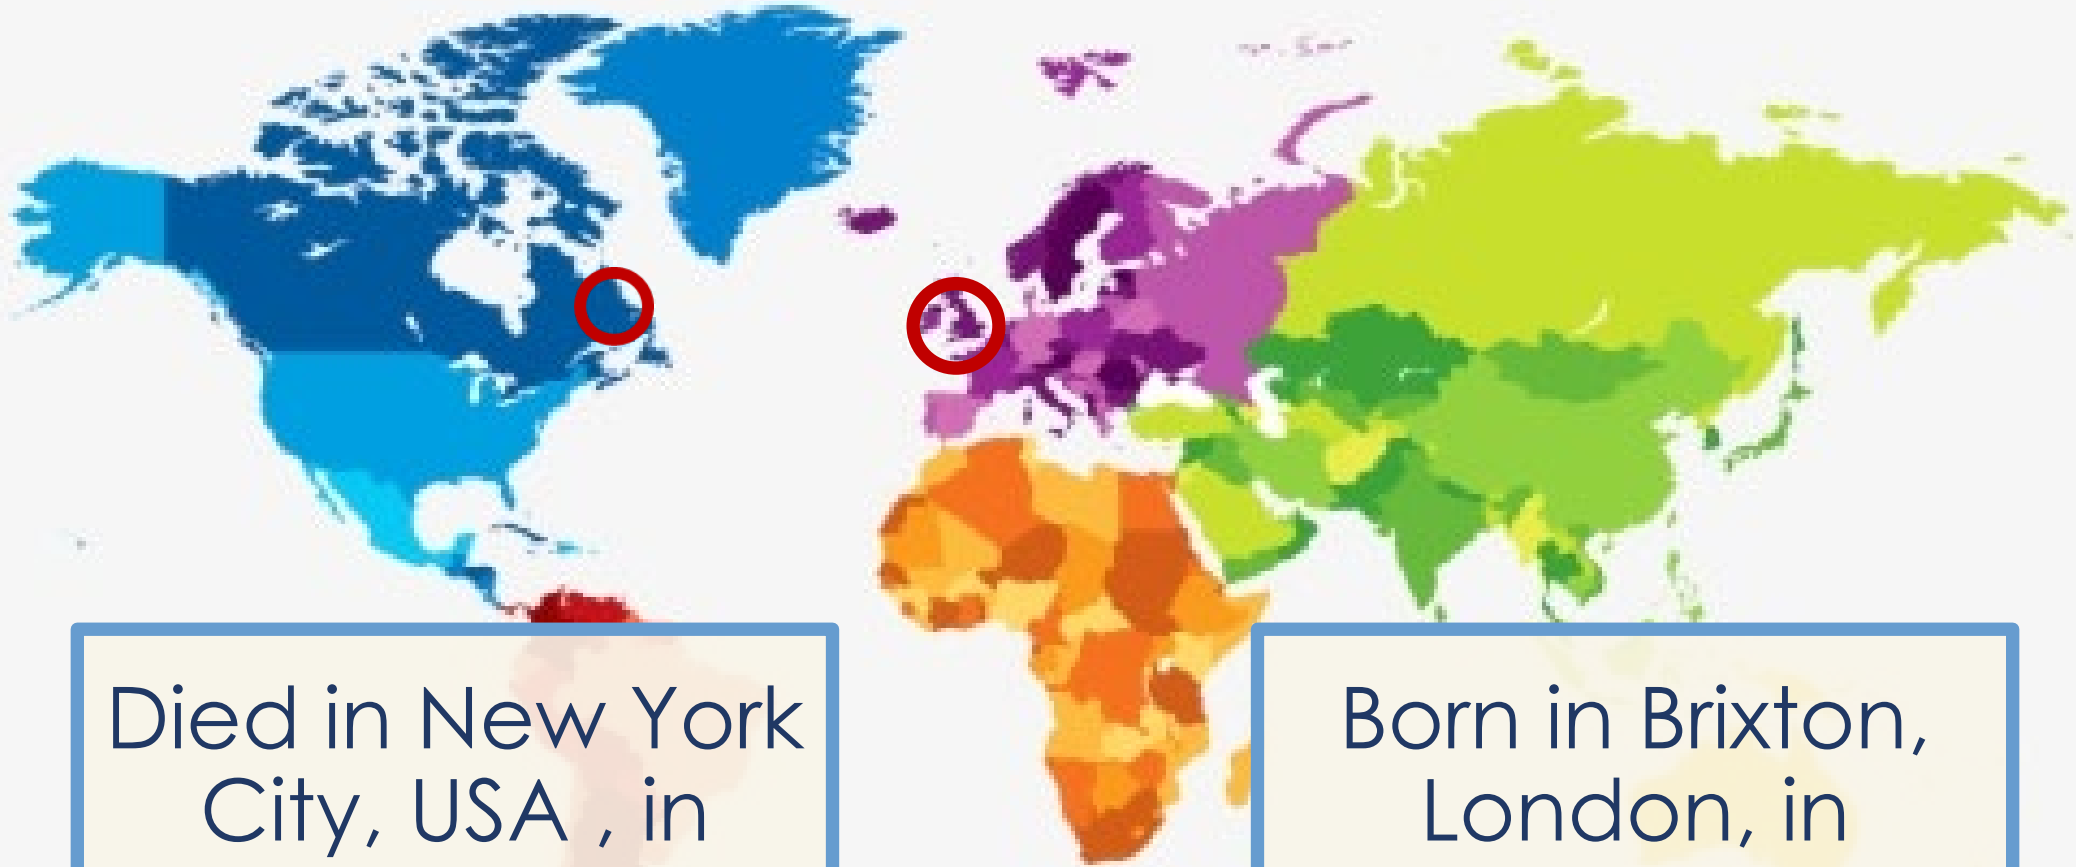 Died in New York
City, USA , in
Born in Brixton,
London, in